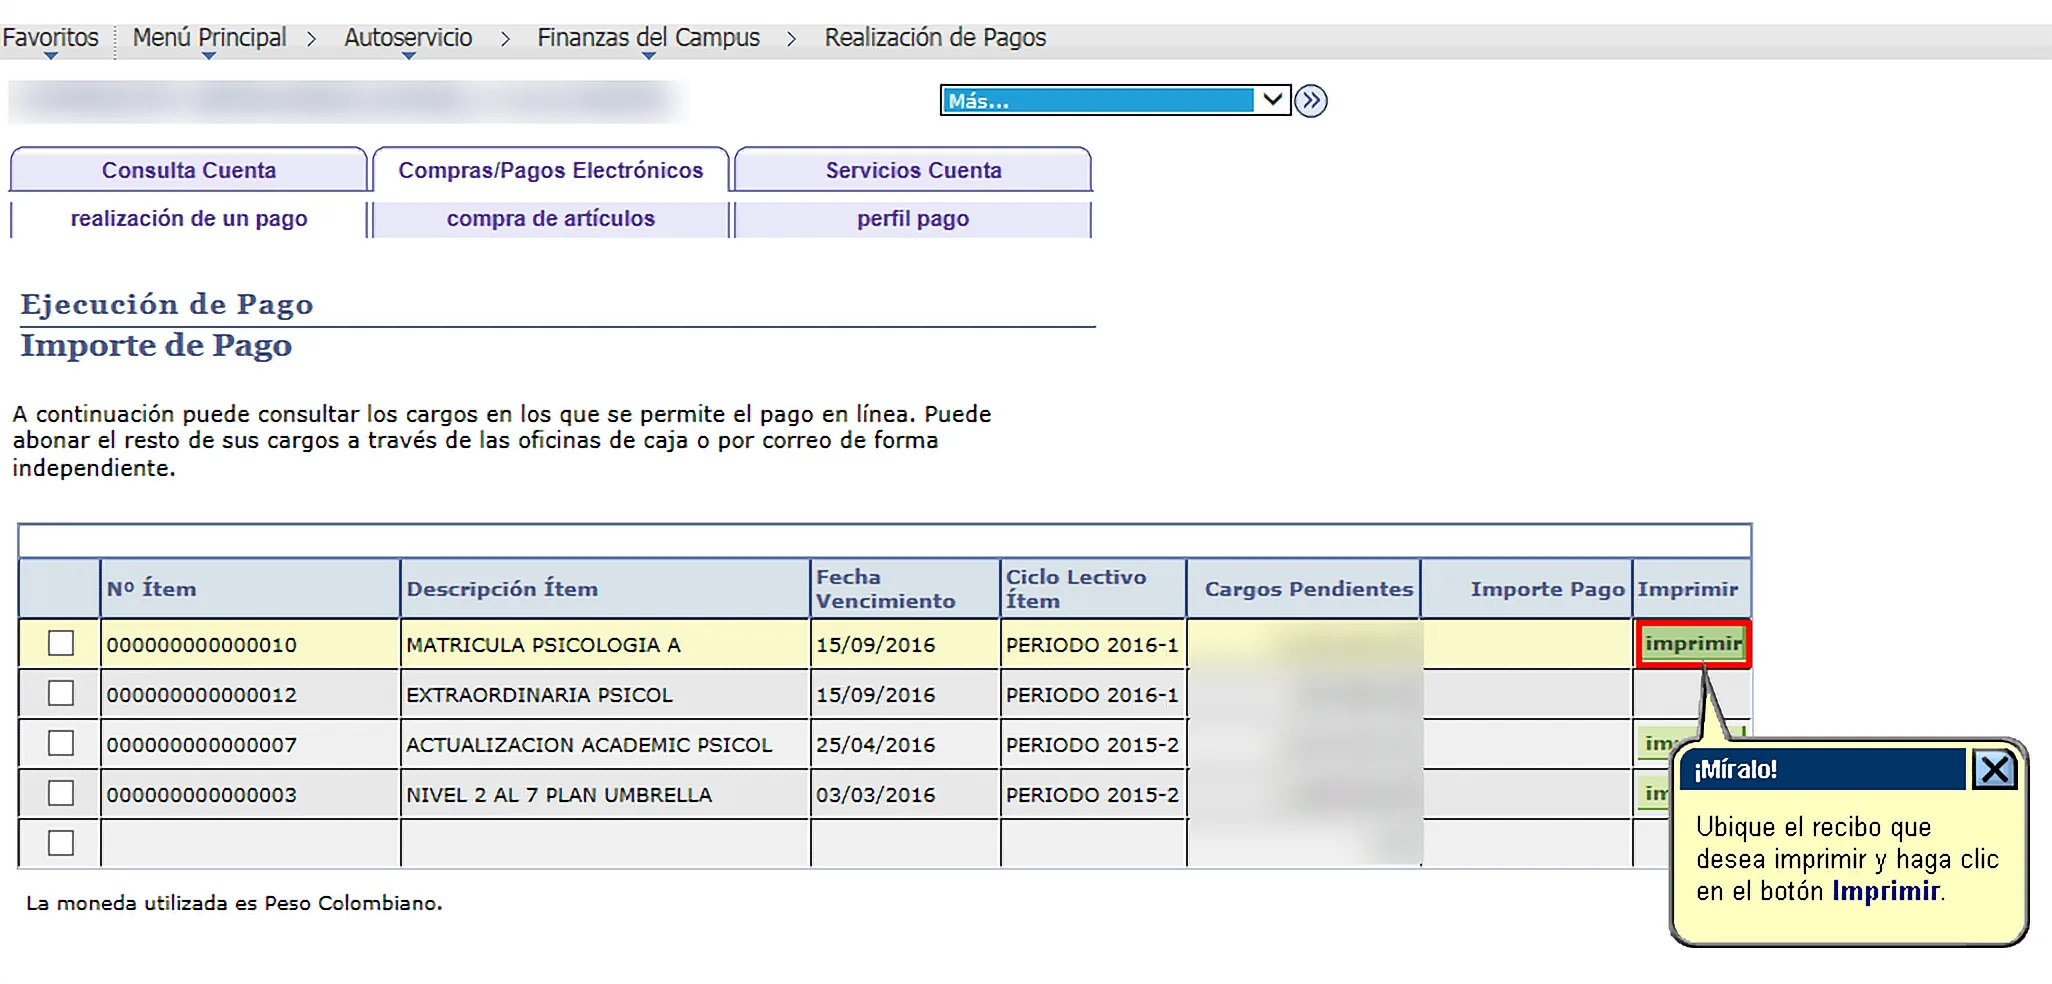 Favoritos Menú Principal > Autoservicio > Finanzas del Campus > Realización de Pagos
Más...
Consulta Cuenta Compras/Pagos Electrónicos Servicios Cuenta
realización de un pago compra de artículos perfil pago
Ejecución de Pago
Importe de Pago
A continuación puede consultar los cargos en los que se permite el pago en línea. Puede
abonar el resto de sus cargos a través de las oficinas de caja o por correo de forma
independiente.
Nº Ítem Descripción Ítem Fecha Vencimiento Ciclo Lectivo Ítem Cargos Pendientes Importe Pago Imprimir
000000000000010 MATRICULA PSICOLOGIA A 15/09/2016 PERIODO 2016-1 imprimir
000000000000012 EXTRAORDINARIA PSICOL 15/09/2016 PERIODO 2016-1
000000000000007 ACTUALIZACION ACADEMIC PSICOL 25/04/2016 PERIODO 2015-2
000000000000003 NIVEL 2 AL 7 PLAN UMBRELLA 03/03/2016 PERIODO 2015-2
¡Míralo!
Ubique el recibo que
desea imprimir y haga clic
en el botón Imprimir.
La moneda utilizada es Peso Colombiano.